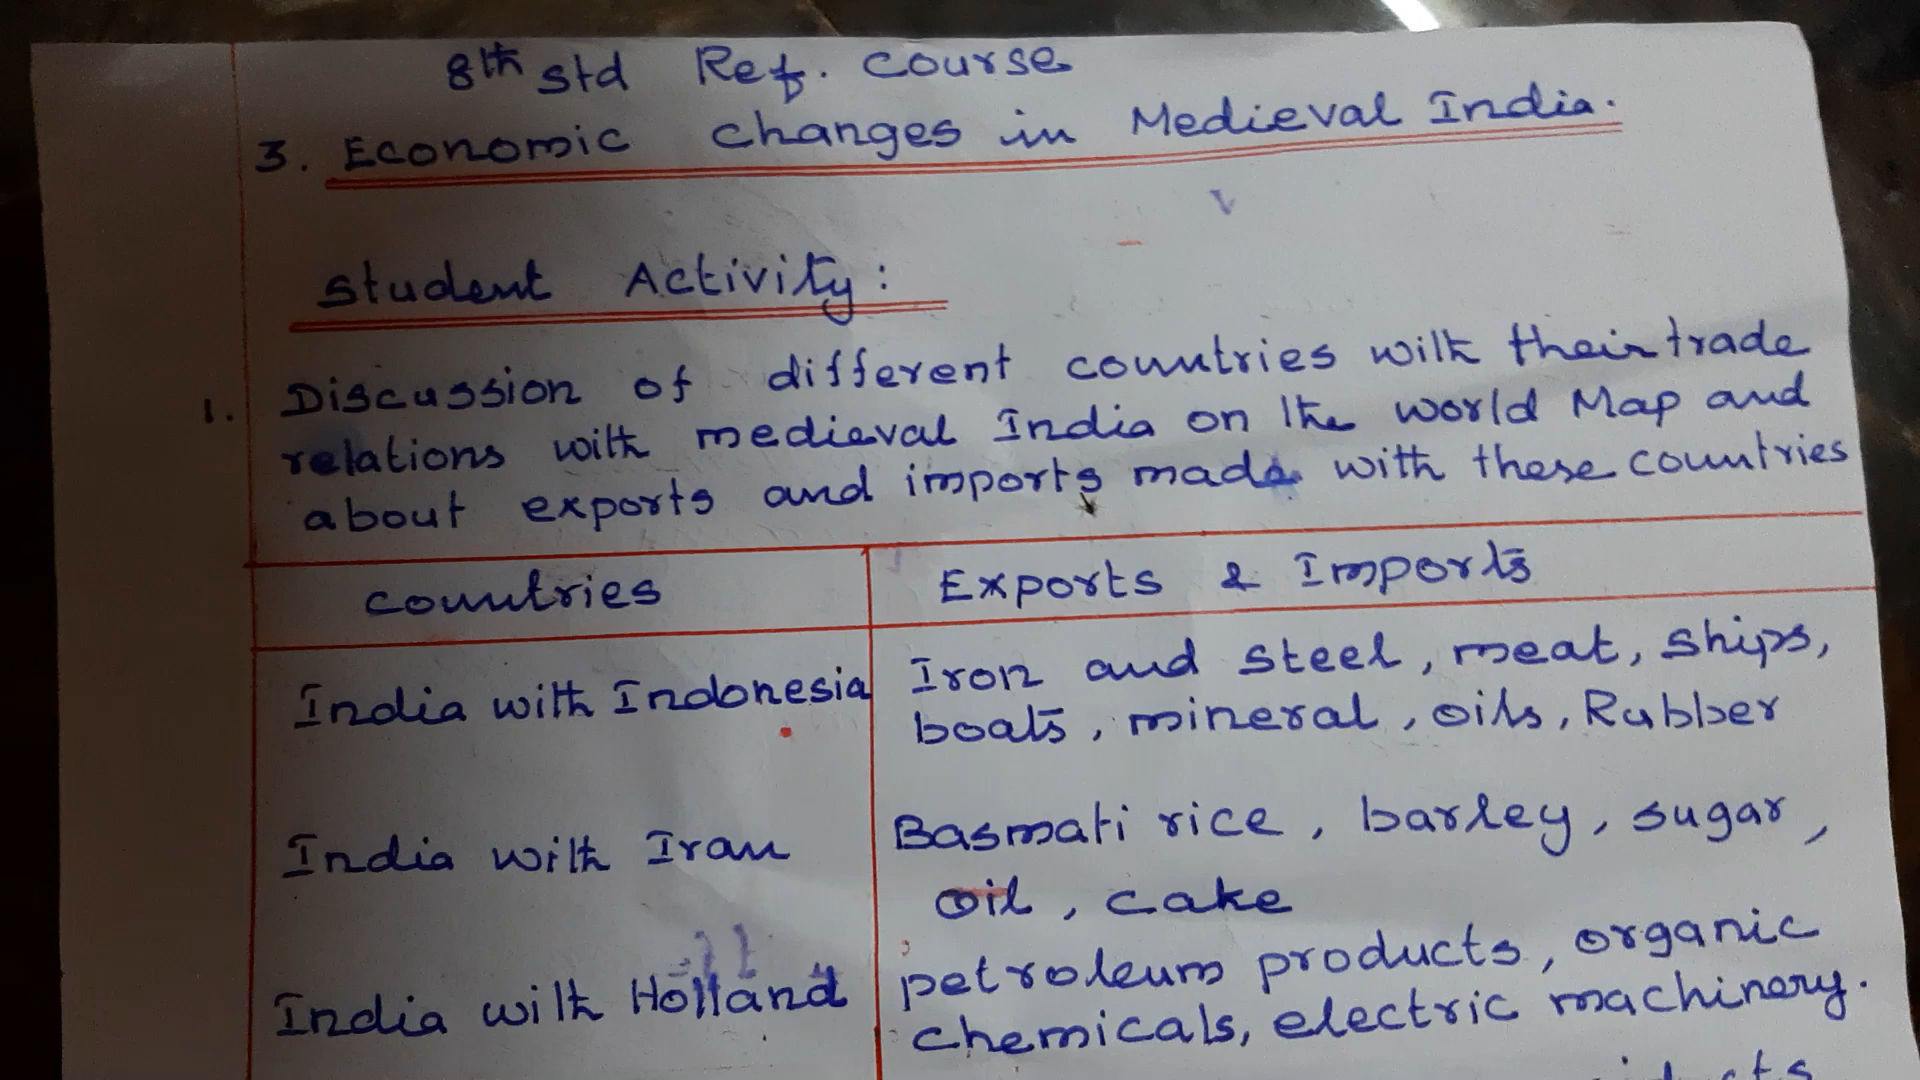 8th std Ref. course
3. Economic changes in Medieval India.
Student Activity:
1. Discussion of different countries with their trade
relations with medieval India on the world Map and
about exports and imports made with these countries
countries Exports & Imports
India with Indonesia Iron and steel, meat, ships,
boats, mineral, oils, Rubber
India with Iran Basmati rice, barley, sugar,
oil, cake
India with Holland petroleum products, organic
chemicals, electric machinery.